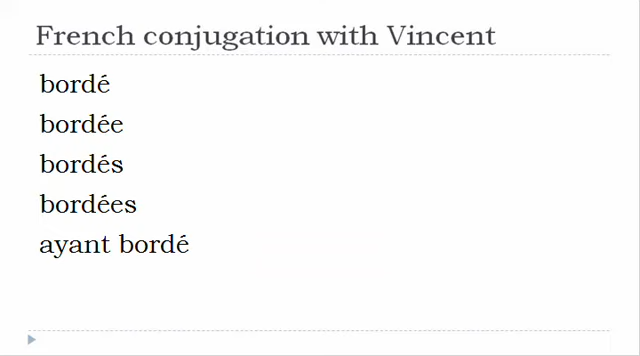 French conjugation with Vincent
bordé
bordée
bordés
bordées
ayant bordé